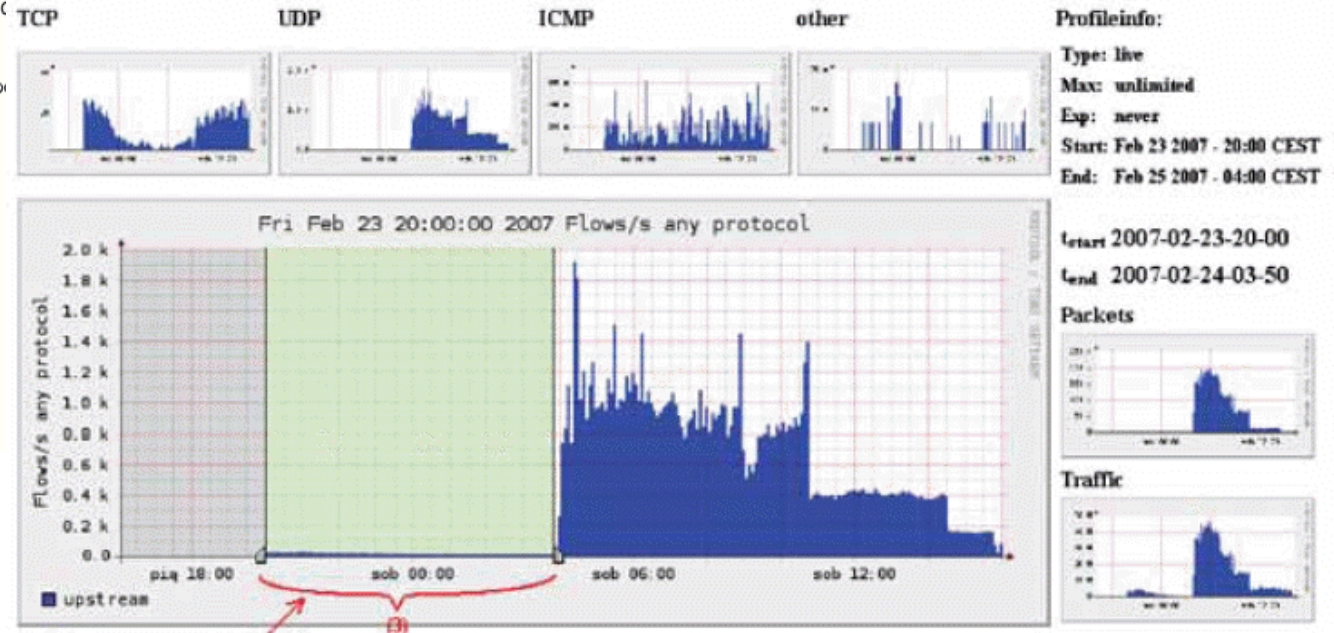 TCP
UDP
ICMP
other
Profileinfo:
Type: live
Max: unlimited
Exp: never
Start: Feb 23 2007 - 20:00 CEST
End: Feb 25 2007 - 04:00 CEST
tstart 2007-02-23-20-00
tend 2007-02-24-03-50
Fri Feb 23 20:00:00 2007 Flows/s any protocol
Flows/s any protocol
2.0 k
1.8 k
1.6 k
1.4 k
1.2 k
1.0 k
0.8 k
0.6 k
0.4 k
0.2 k
0.0
pią 18:00
sob 00:00
sob 06:00
sob 12:00
upstream
(3)
Packets
Traffic